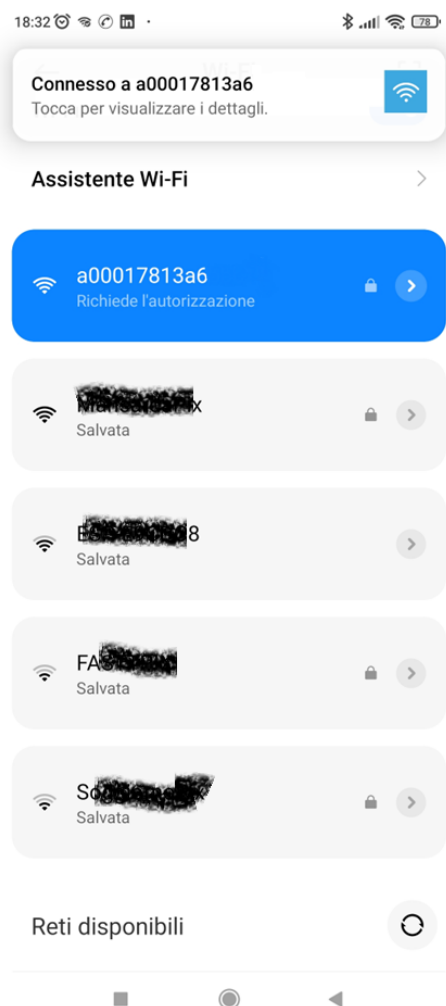 18:32
78
Connesso a a00017813a6
Tocca per visualizzare i dettagli.
Assistente Wi-Fi
a00017813a6
Richiede l'autorizzazione
Salvata
Salvata
Salvata
Salvata
Reti disponibili